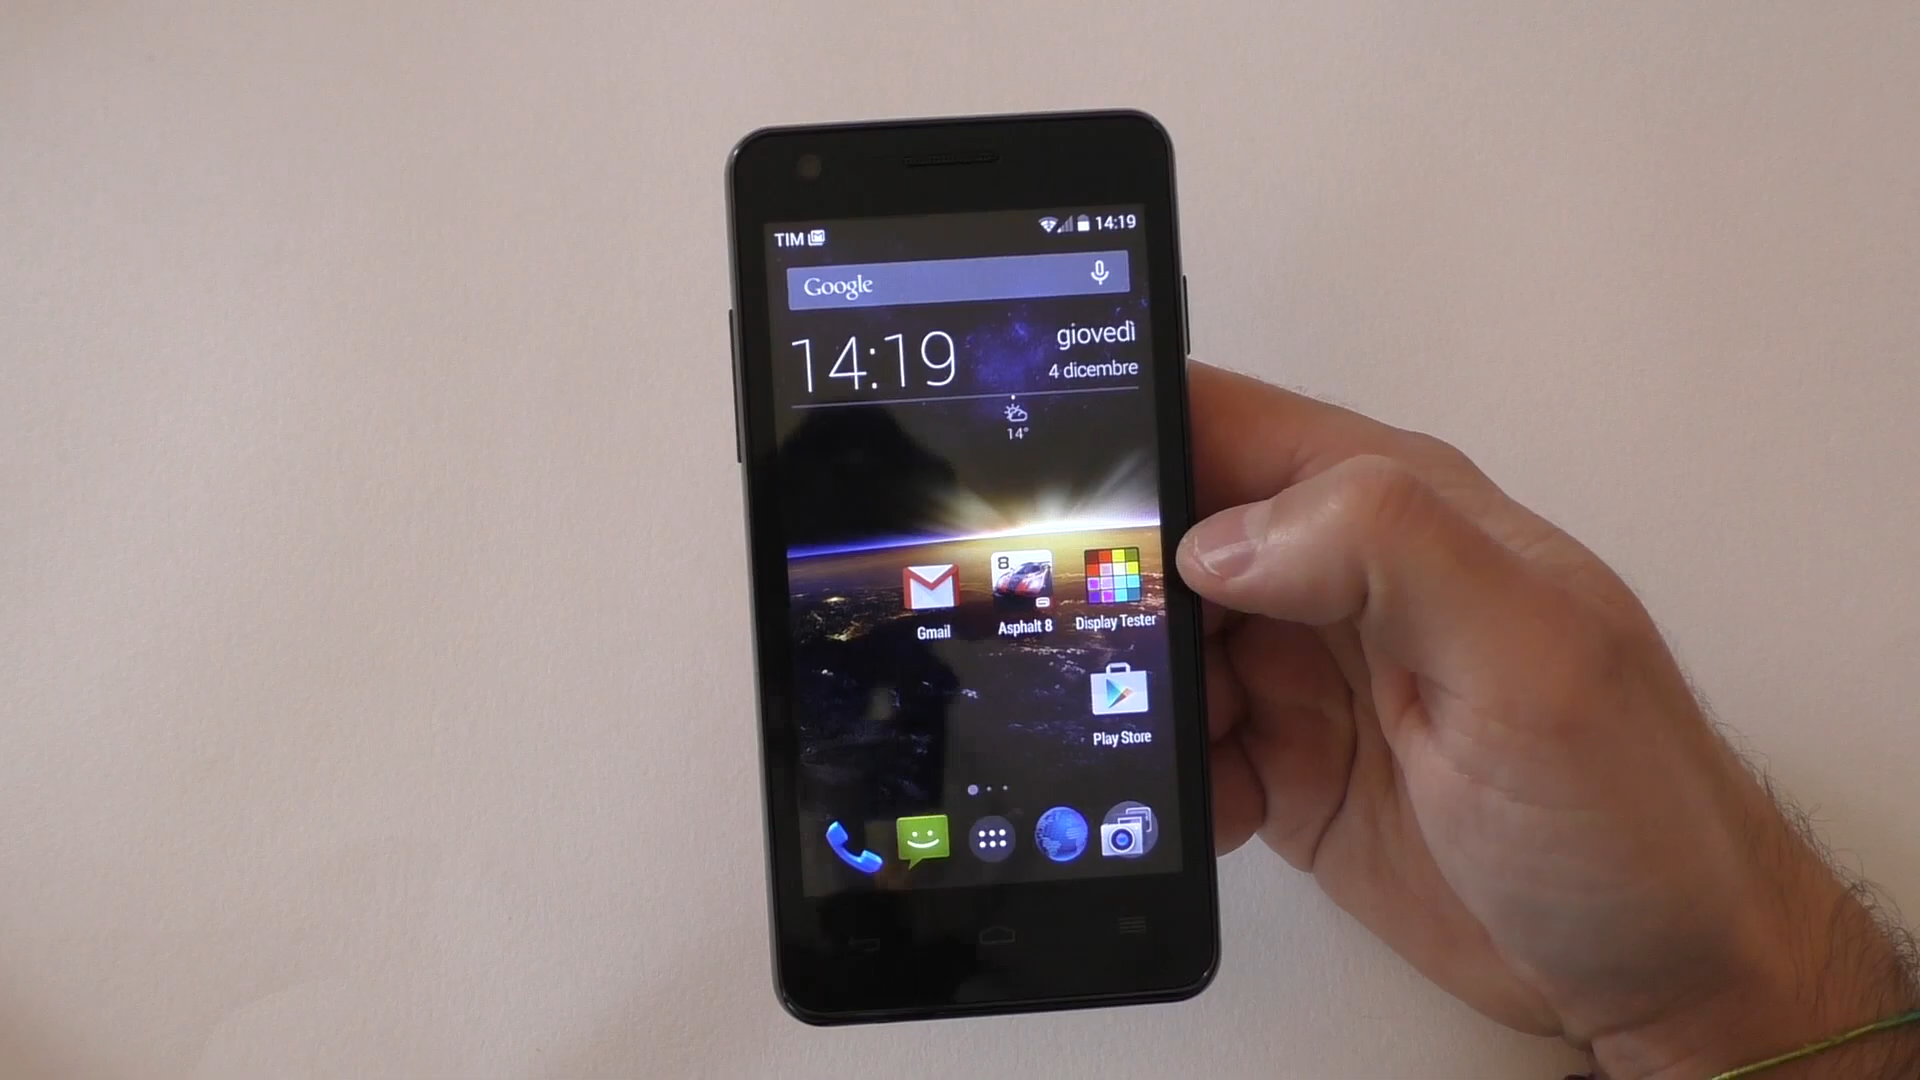 TIM
14:19
Google
14:19
giovedì
4 dicembre
14°
8
Gmail
Asphalt 8
Display Tester
Play Store